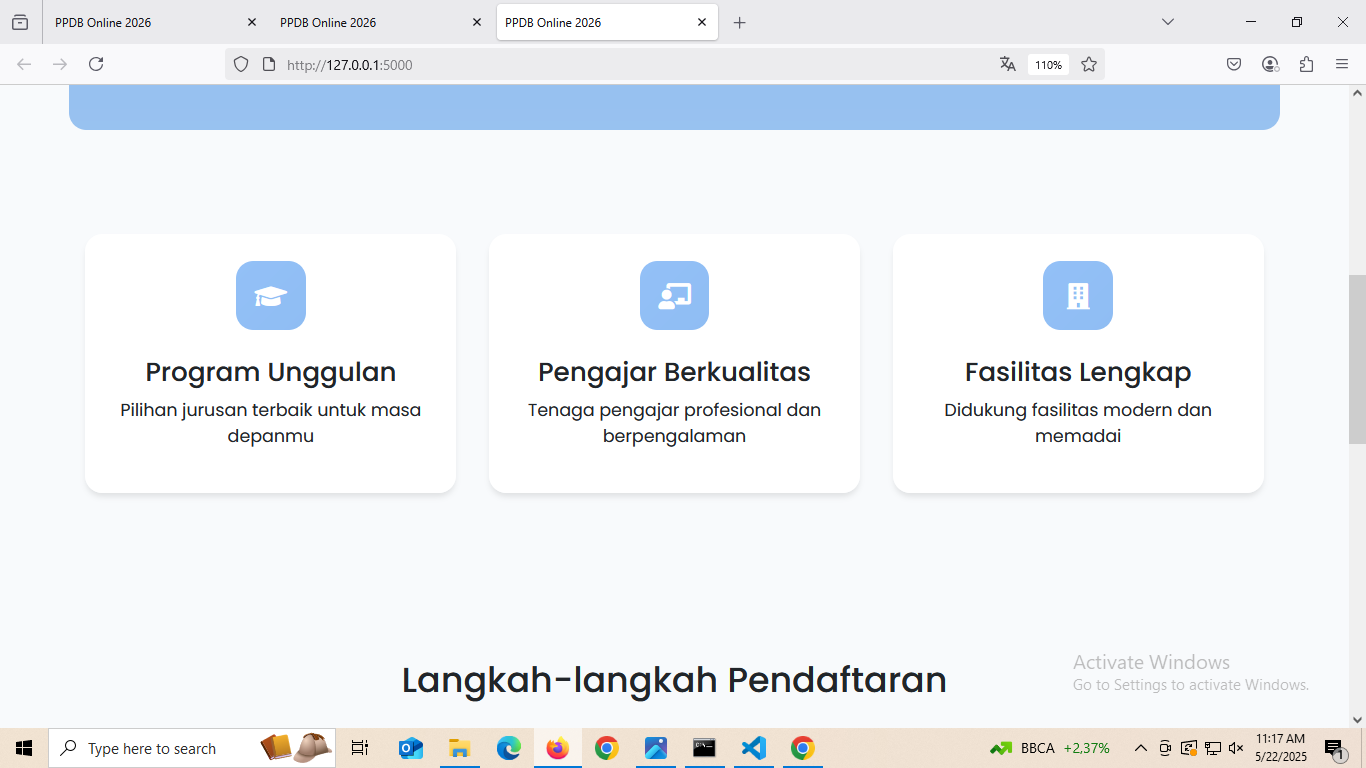 PPDB Online 2026
PPDB Online 2026
PPDB Online 2026
http://127.0.0.1:5000
110%
Program Unggulan
Pilihan jurusan terbaik untuk masa
depanmu
Pengajar Berkualitas
Tenaga pengajar profesional dan
berpengalaman
Fasilitas Lengkap
Didukung fasilitas modern dan
memadai
Langkah-langkah Pendaftaran
Activate Windows
Go to Settings to activate Windows.
Type here to search
BBCA +2,37%
11:17 AM
5/22/2025
1